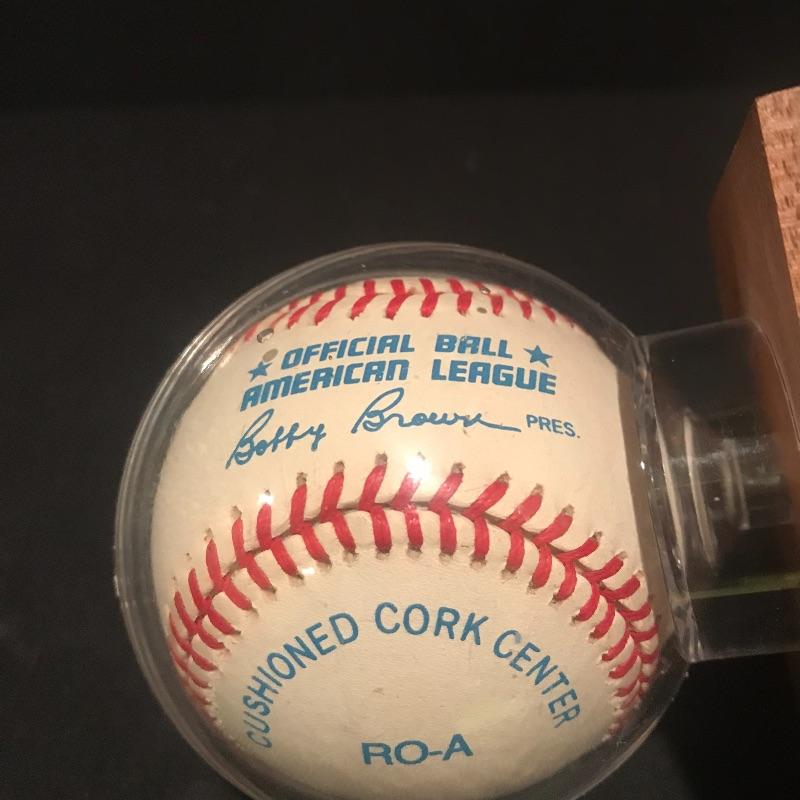 ★ OFFICIAL BALL ★
AMERICAN LEAGUE
Bobby Brown PRES.
CUSHIONED CORK CENTER
RO-A